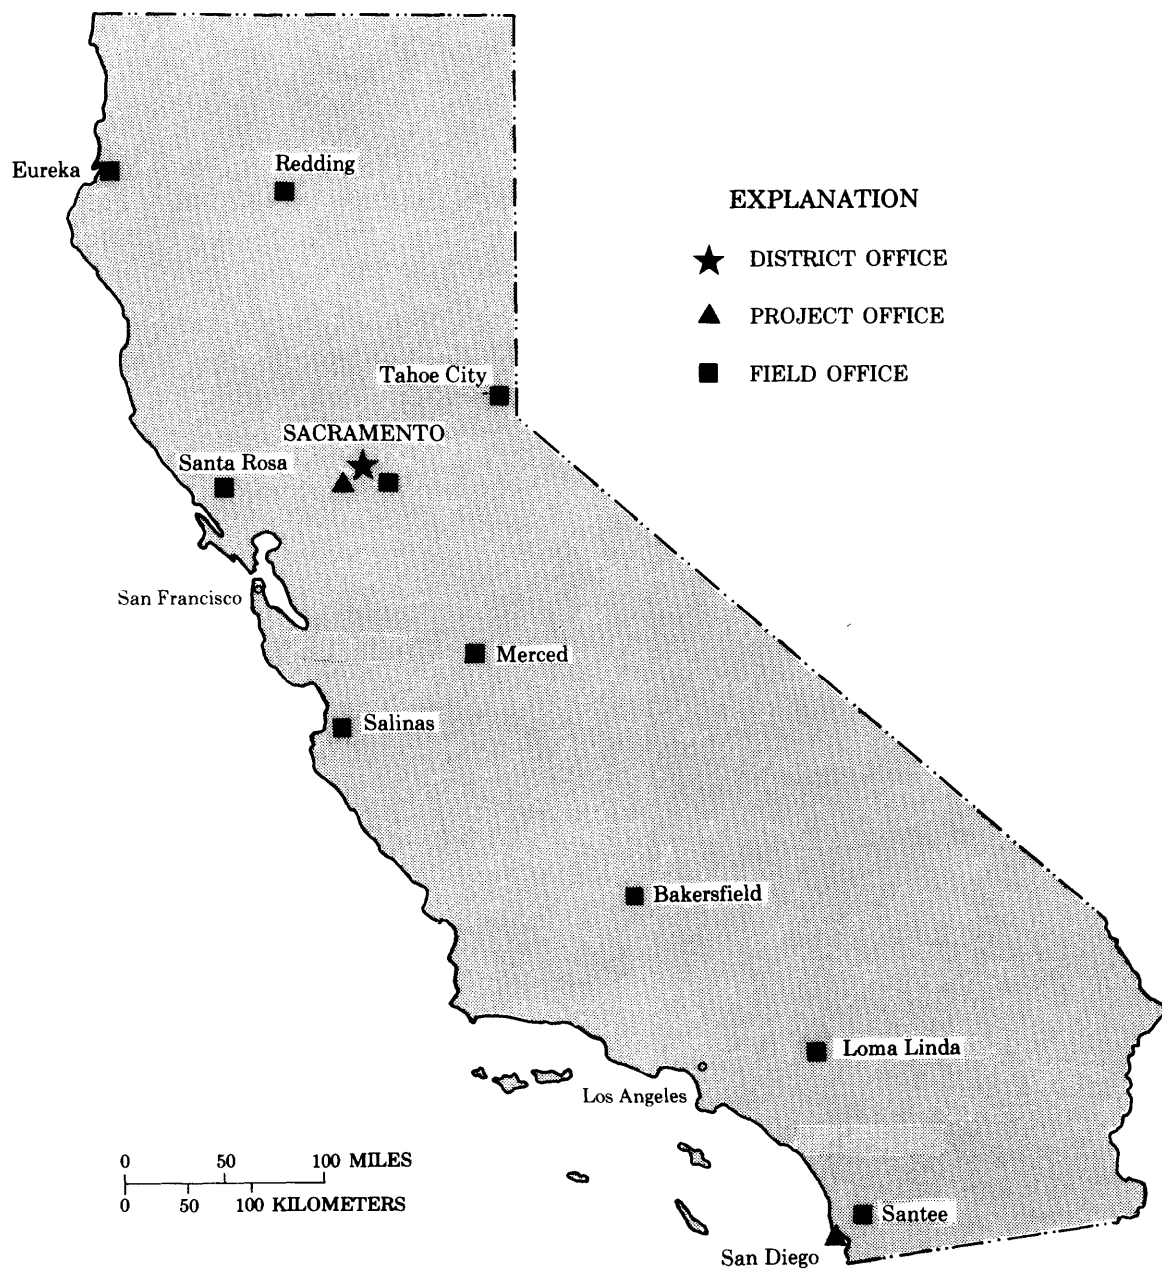 Eureka
Redding
EXPLANATION
DISTRICT OFFICE
PROJECT OFFICE
FIELD OFFICE
Tahoe City
SACRAMENTO
Santa Rosa
San Francisco
Merced
Salinas
Bakersfield
Loma Linda
Los Angeles
0 50 100 MILES
0 50 100 KILOMETERS
Santee
San Diego